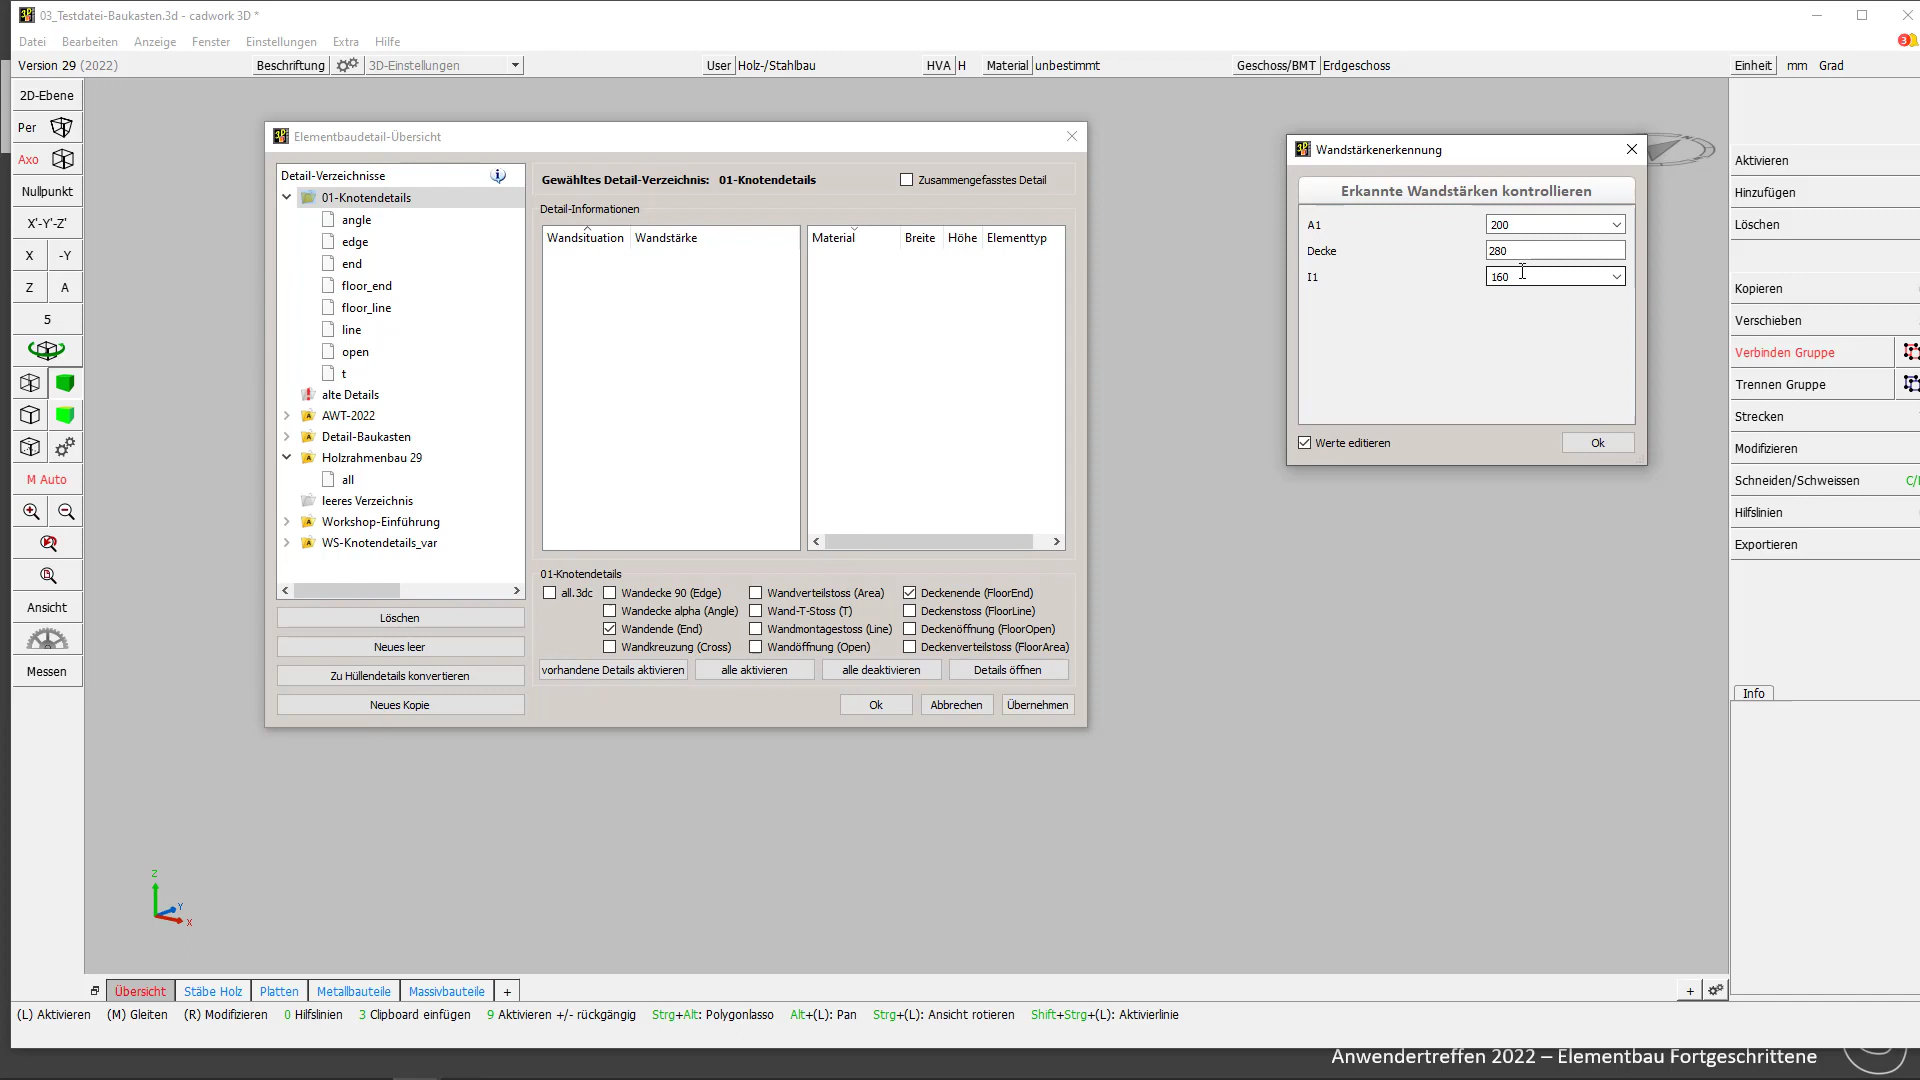 03_Testdatei-Baukasten.3d - cadwork 3D *
Datei Bearbeiten Anzeige Fenster Einstellungen Extra Hilfe
3
Version 29 (2022) Beschriftung 3D-Einstellungen User Holz-/Stahlbau HVA H Material unbestimmt Geschoss/BMT Erdgeschoss Einheit mm Grad
2D-Ebene
Per
Axo
Nullpunkt
X'-Y'-Z'
X -Y
Z A
5
M Auto
Ansicht
Messen
Elementbaudetail-Übersicht
Detail-Verzeichnisse
01-Knotendetails
angle
edge
end
floor_end
floor_line
line
open
t
alte Details
AWT-2022
Detail-Baukasten
Holzrahmenbau 29
all
leeres Verzeichnis
Workshop-Einführung
WS-Knotendetails_var
Löschen
Neues leer
Zu Hüllendetails konvertieren
Neues Kopie
Gewähltes Detail-Verzeichnis: 01-Knotendetails Zusammengefasstes Detail
Detail-Informationen
Wandsituation Wandstärke Material Breite Höhe Elementtyp
01-Knotendetails
all.3dc Wandecke 90 (Edge) Wandverteilstoss (Area) Deckenende (FloorEnd)
Wandecke alpha (Angle) Wand-T-Stoss (T) Deckenstoss (FloorLine)
Wandende (End) Wandmontagestoss (Line) Deckenöffnung (FloorOpen)
Wandkreuzung (Cross) Wandöffnung (Open) Deckenverteilstoss (FloorArea)
vorhandene Details aktivieren alle aktivieren alle deaktivieren Details öffnen
Ok Abbrechen Übernehmen
Wandstärkenerkennung
Erkannte Wandstärken kontrollieren
A1 200
Decke 280
I1 160
Werte editieren Ok
Aktivieren
Hinzufügen
Löschen
Kopieren
Verschieben
Verbinden Gruppe
Trennen Gruppe
Strecken
Modifizieren
Schneiden/Schweissen
Hilfslinien
Exportieren
Info
Z
Y
X
Übersicht Stäbe Holz Platten Metallbauteile Massivbauteile + +
(L) Aktivieren (M) Gleiten (R) Modifizieren 0 Hilfslinien 3 Clipboard einfügen 9 Aktivieren +/- rückgängig Strg+Alt: Polygonlasso Alt+(L): Pan Strg+(L): Ansicht rotieren Shift+Strg+(L): Aktivierlinie
Anwendertreffen 2022 – Elementbau Fortgeschrittene